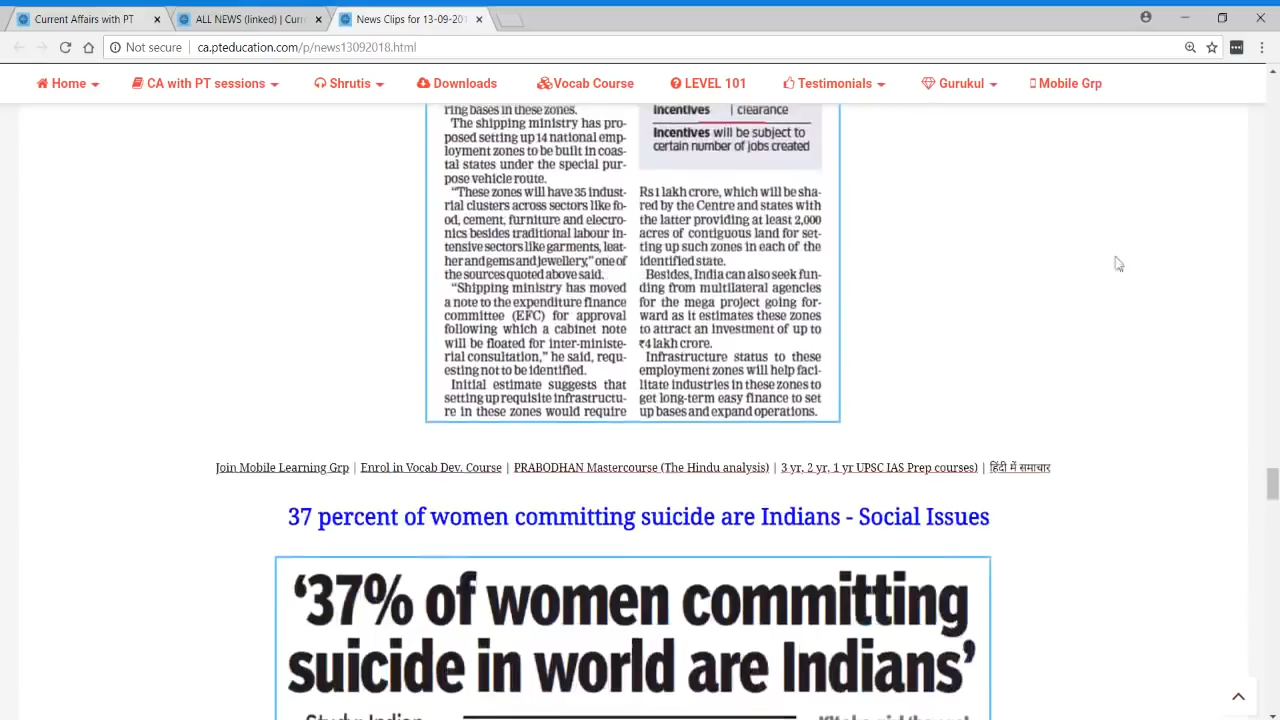 Current Affairs with PT
ALL NEWS (linked) | Curr
News Clips for 13-09-201
Not secure
ca.pteducation.com/p/news13092018.html
Home
CA with PT sessions
Shrutis
Downloads
Vocab Course
LEVEL 101
Testimonials
Gurukul
Mobile Grp
ring bases in these zones.
The shipping ministry has pro-
posed setting up 14 national emp-
loyment zones to be built in coas-
tal states under the special pur-
pose vehicle route.
“These zones will have 35 indust-
rial clusters across sectors like fo-
od, cement, furniture and electro-
nics besides traditional labour in-
tensive sectors like garments, leat-
her and gems and jewellery,” one of
the sources quoted above said.
“Shipping ministry has moved
a note to the expenditure finance
committee (EFC) for approval
following which a cabinet note
will be floated for inter-ministe-
rial consultation,” he said, requ-
esting not to be identified.
Initial estimate suggests that
setting up requisite infrastructu-
re in these zones would require
Incentives | clearance
Incentives will be subject to
certain number of jobs created
Rs 1 lakh crore, which will be sha-
red by the Centre and states with
the latter providing at least 2,000
acres of contiguous land for set-
ting up such zones in each of the
identified state.
Besides, India can also seek fun-
ding from multilateral agencies
for the mega project going for-
ward as it estimates these zones
to attract an investment of up to
₹4 lakh crore.
Infrastructure status to these
employment zones will help faci-
litate industries in these zones to
get long-term easy finance to set
up bases and expand operations.
Join Mobile Learning Grp | Enrol in Vocab Dev. Course | PRABODHAN Mastercourse (The Hindu analysis) | 3 yr, 2 yr, 1 yr UPSC IAS Prep courses) | हिंदी में समाचार
37 percent of women committing suicide are Indians - Social Issues
‘37% of women committing
suicide in world are Indians’
Study: Indian